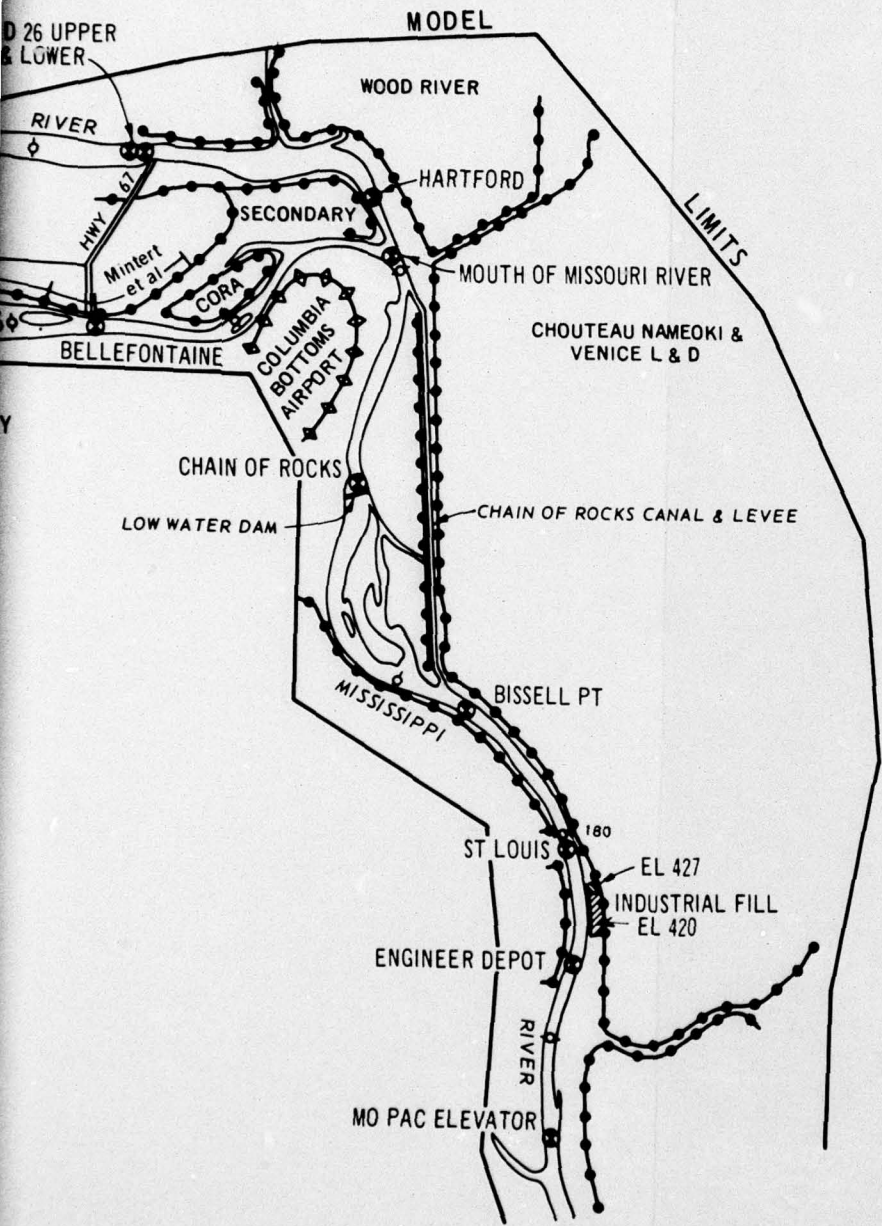 MODEL
D 26 UPPER
& LOWER
WOOD RIVER
RIVER
HARTFORD
HWY 67
SECONDARY
LIMITS
Mintert
et al
CORA
MOUTH OF MISSOURI RIVER
COLUMBIA
BOTTOMS
AIRPORT
CHOUTEAU NAMEOKI &
VENICE L & D
BELLEFONTAINE
Y
CHAIN OF ROCKS
LOW WATER DAM
CHAIN OF ROCKS CANAL & LEVEE
MISSISSIPPI
BISSELL PT
180
ST LOUIS
EL 427
INDUSTRIAL FILL
EL 420
ENGINEER DEPOT
RIVER
MO PAC ELEVATOR